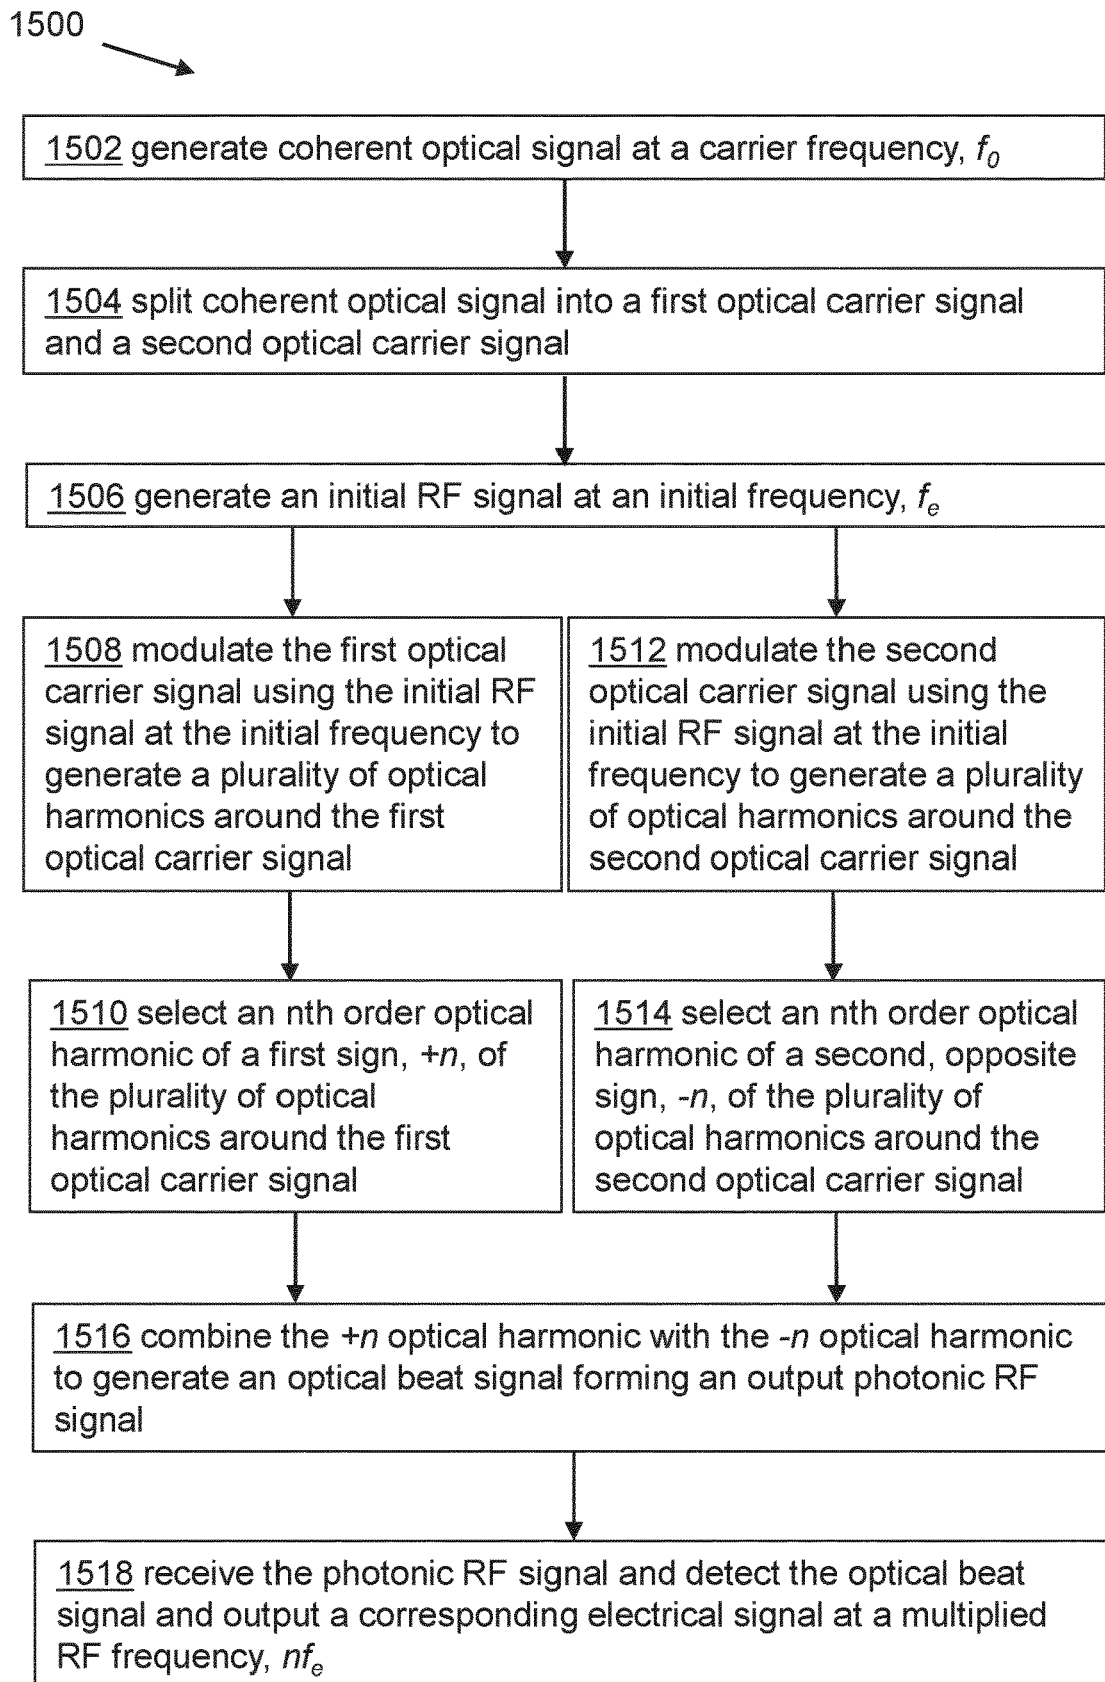 1500
1502 generate coherent optical signal at a carrier frequency, f0
1504 split coherent optical signal into a first optical carrier signal
and a second optical carrier signal
1506 generate an initial RF signal at an initial frequency, fe
1508 modulate the first optical
carrier signal using the initial RF
signal at the initial frequency to
generate a plurality of optical
harmonics around the first
optical carrier signal
1512 modulate the second
optical carrier signal using the
initial RF signal at the initial
frequency to generate a plurality
of optical harmonics around the
second optical carrier signal
1510 select an nth order optical
harmonic of a first sign, +n, of
the plurality of optical
harmonics around the first
optical carrier signal
1514 select an nth order optical
harmonic of a second, opposite
sign, -n, of the plurality of
optical harmonics around the
second optical carrier signal
1516 combine the +n optical harmonic with the -n optical harmonic
to generate an optical beat signal forming an output photonic RF
signal
1518 receive the photonic RF signal and detect the optical beat
signal and output a corresponding electrical signal at a multiplied
RF frequency, nfe